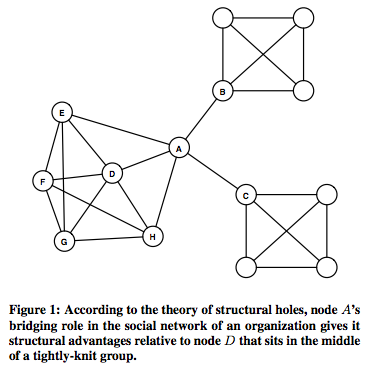 B
E
A
D
F
C
H
G
Figure 1: According to the theory of structural holes, node A's
bridging role in the social network of an organization gives it
structural advantages relative to node D that sits in the middle
of a tightly-knit group.